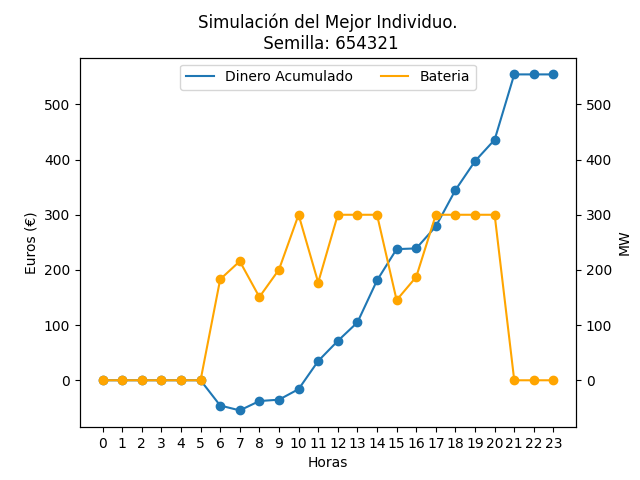 Simulación del Mejor Individuo.
Semilla: 654321
Dinero Acumulado
Bateria
500
400
300
200
100
0
Euros (€)
500
400
300
200
100
0
MW
0 1 2 3 4 5 6 7 8 9 10 11 12 13 14 15 16 17 18 19 20 21 22 23
Horas